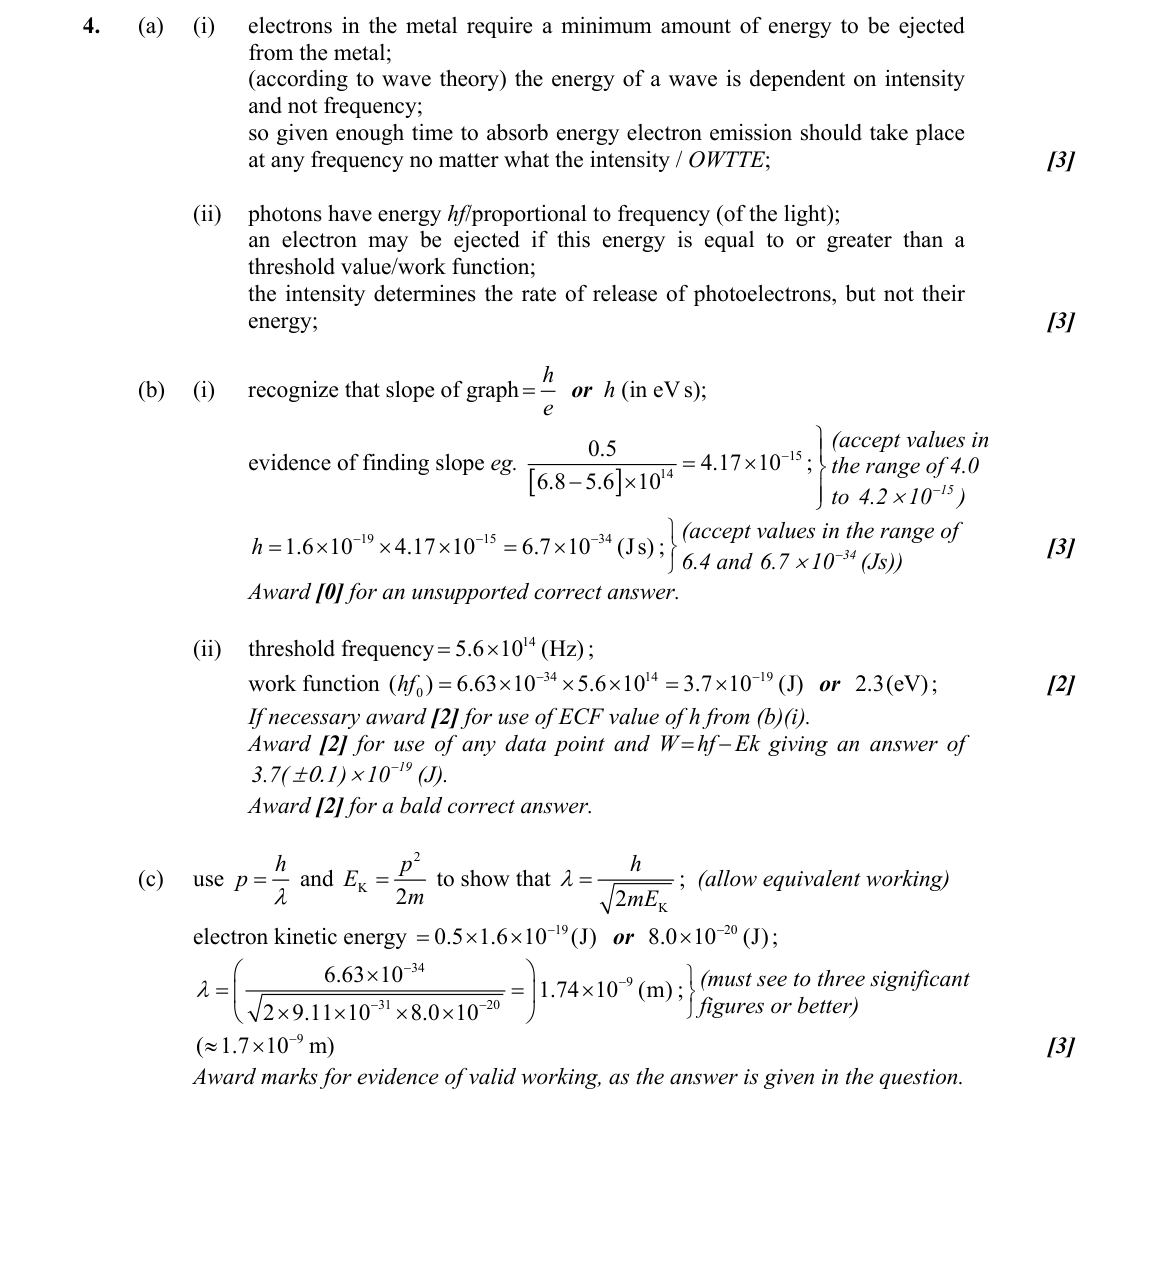 4. (a) (i) electrons in the metal require a minimum amount of energy to be ejected
from the metal;
(according to wave theory) the energy of a wave is dependent on intensity
and not frequency;
so given enough time to absorb energy electron emission should take place
at any frequency no matter what the intensity / OWTTE; [3]
(ii) photons have energy hf/proportional to frequency (of the light);
an electron may be ejected if this energy is equal to or greater than a
threshold value/work function;
the intensity determines the rate of release of photoelectrons, but not their
energy; [3]
(b) (i) recognize that slope of graph = h/e or h (in eV s);
evidence of finding slope eg. 0.5/([6.8 – 5.6]×10¹⁴) = 4.17×10⁻¹⁵ ; } (accept values in
the range of 4.0
to 4.2 ×10⁻¹⁵ )
h = 1.6×10⁻¹⁹ × 4.17×10⁻¹⁵ = 6.7×10⁻³⁴ (J s) ; } (accept values in the range of
6.4 and 6.7 ×10⁻³⁴ (Js)) [3]
Award [0] for an unsupported correct answer.
(ii) threshold frequency = 5.6×10¹⁴ (Hz) ;
work function (hf₀) = 6.63×10⁻³⁴ × 5.6×10¹⁴ = 3.7×10⁻¹⁹ (J) or 2.3(eV) ; [2]
If necessary award [2] for use of ECF value of h from (b)(i).
Award [2] for use of any data point and W=hf–Ek giving an answer of
3.7(±0.1)×10⁻¹⁹ (J).
Award [2] for a bald correct answer.
(c) use p = h/λ and E_K = p²/2m to show that λ = h/√(2mE_K) ; (allow equivalent working)
electron kinetic energy = 0.5×1.6×10⁻¹⁹ (J) or 8.0×10⁻²⁰ (J) ;
λ = ( 6.63×10⁻³⁴/√(2×9.11×10⁻³¹×8.0×10⁻²⁰) = ) 1.74×10⁻⁹ (m) ; } (must see to three significant
figures or better)
(≈ 1.7×10⁻⁹ m) [3]
Award marks for evidence of valid working, as the answer is given in the question.